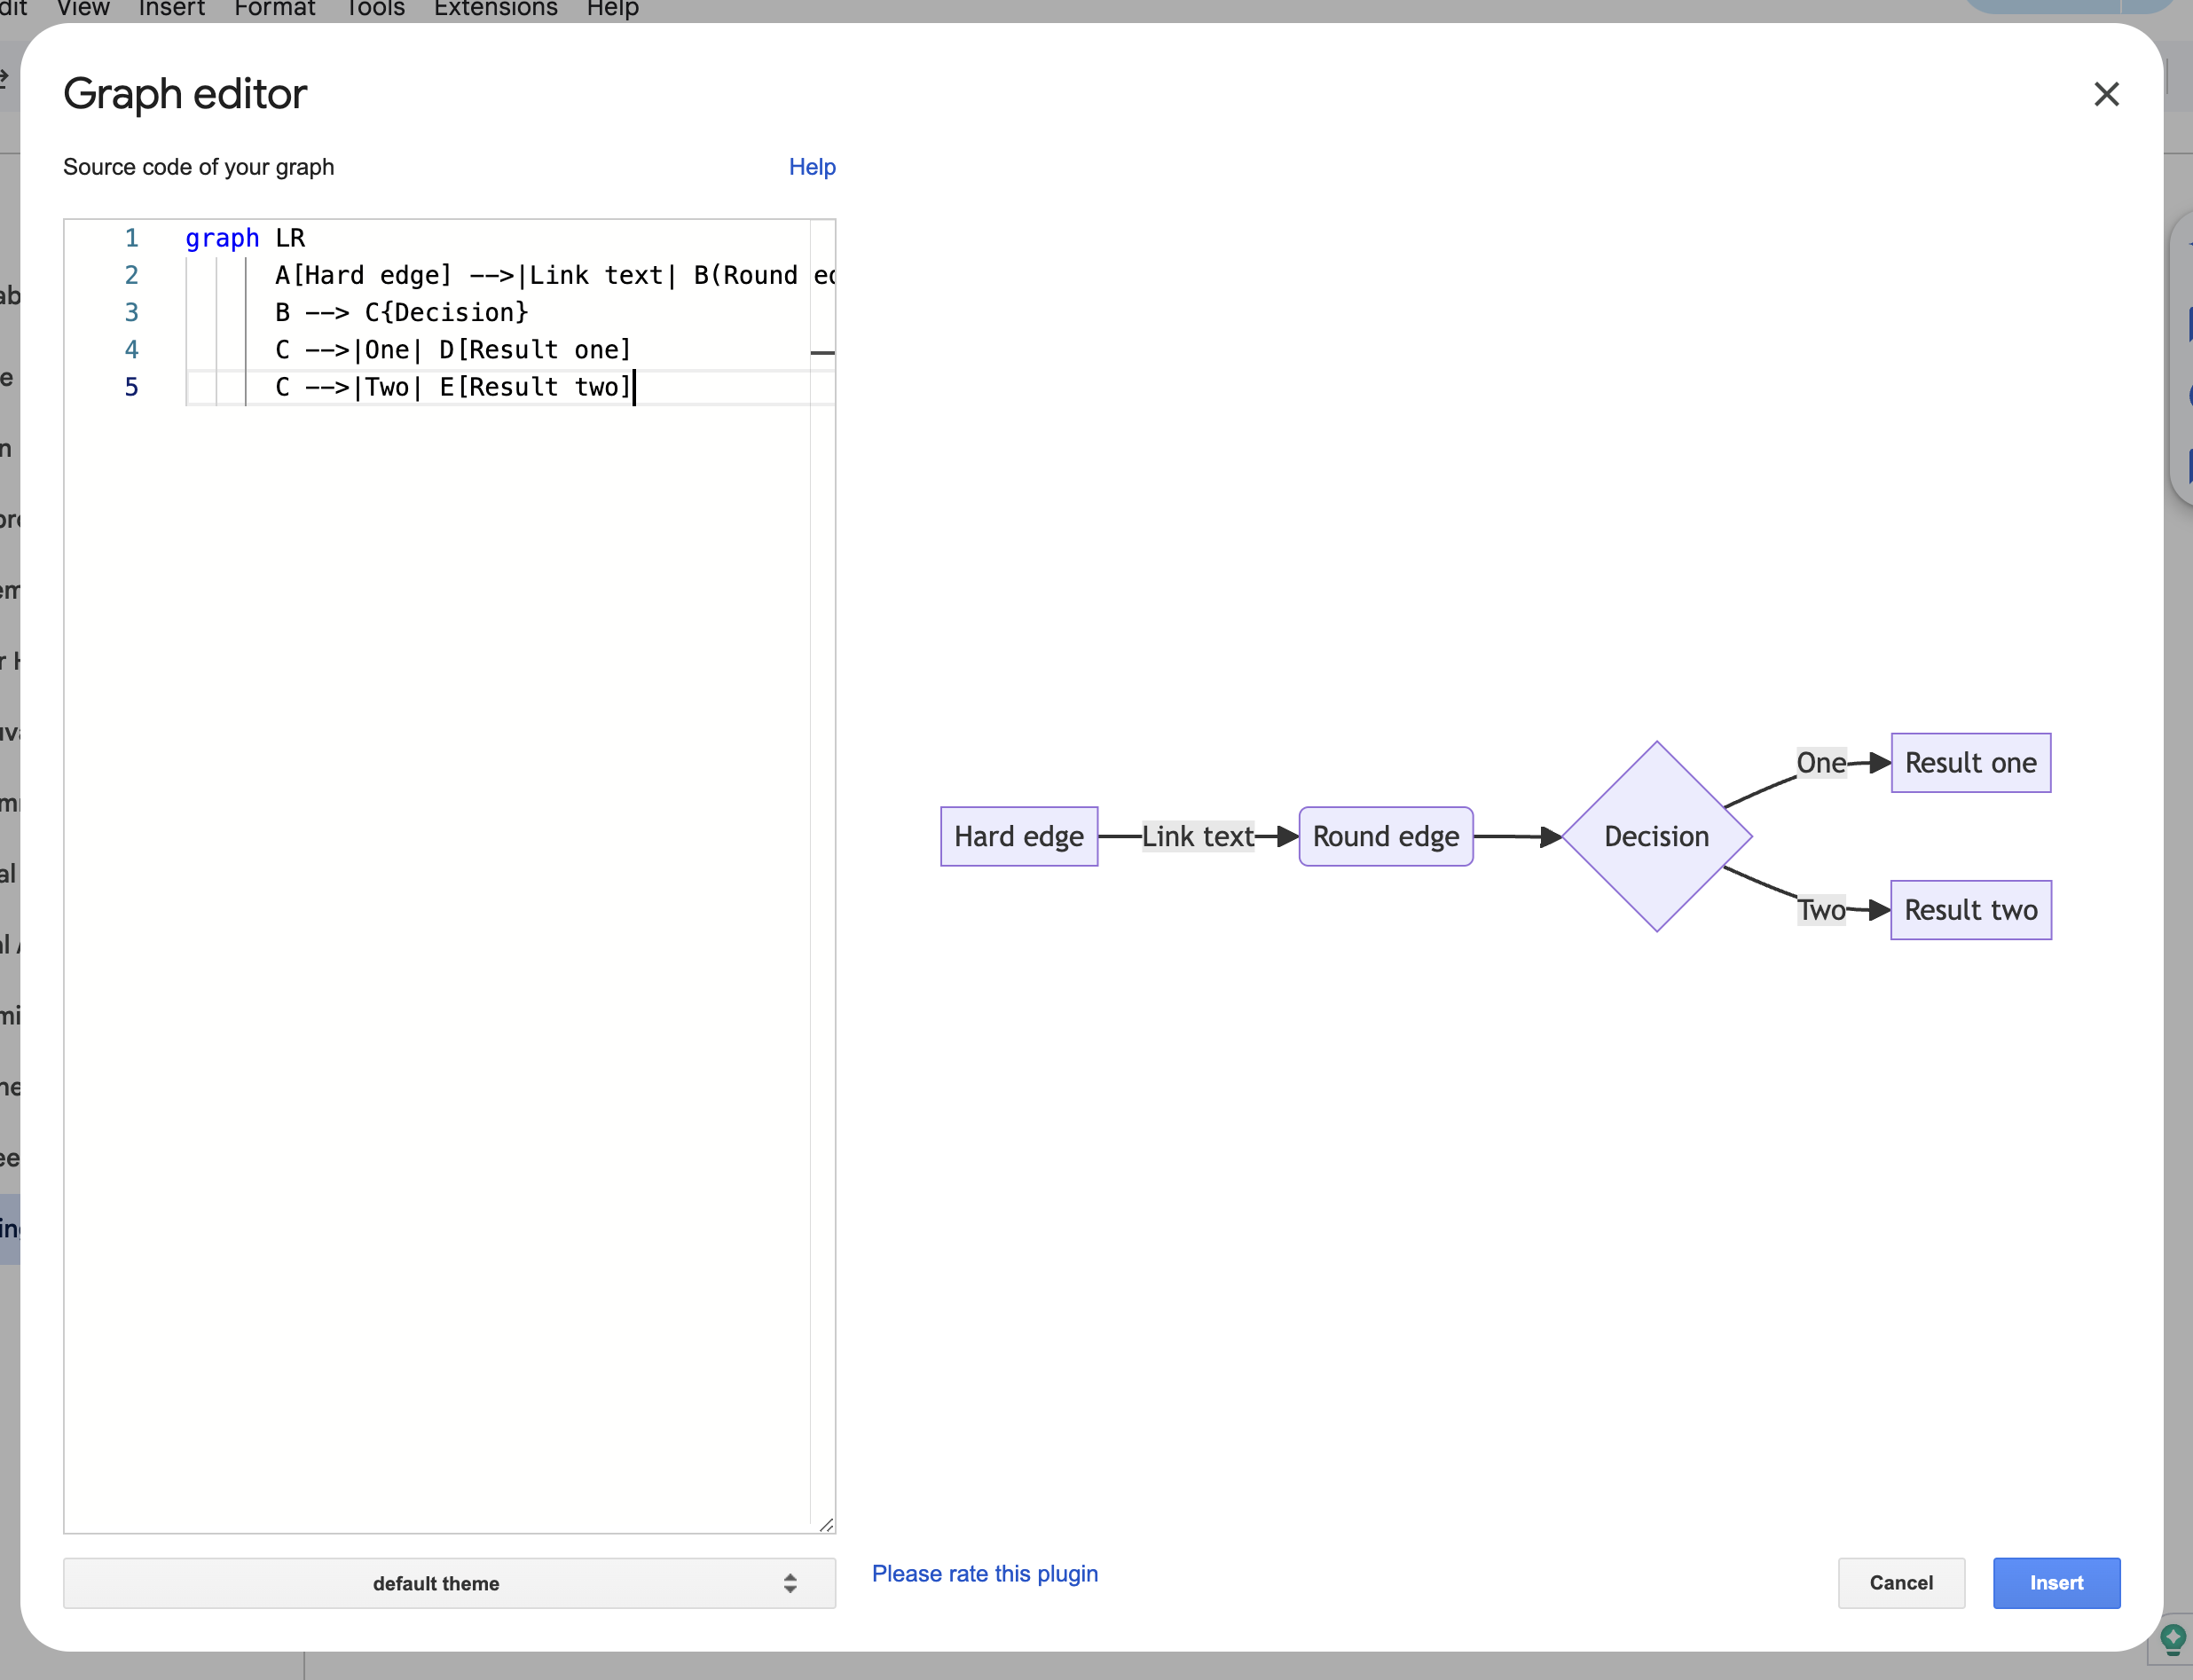 View Insert Format Tools Extensions Help
Graph editor
Source code of your graph
Help
1 graph LR
2 A[Hard edge] -->|Link text| B(Round
3 B --> C{Decision}
4 C -->|One| D[Result one]
5 C -->|Two| E[Result two]
Hard edge
Link text
Round edge
Decision
One
Result one
Two
Result two
default theme
Please rate this plugin
Cancel
Insert